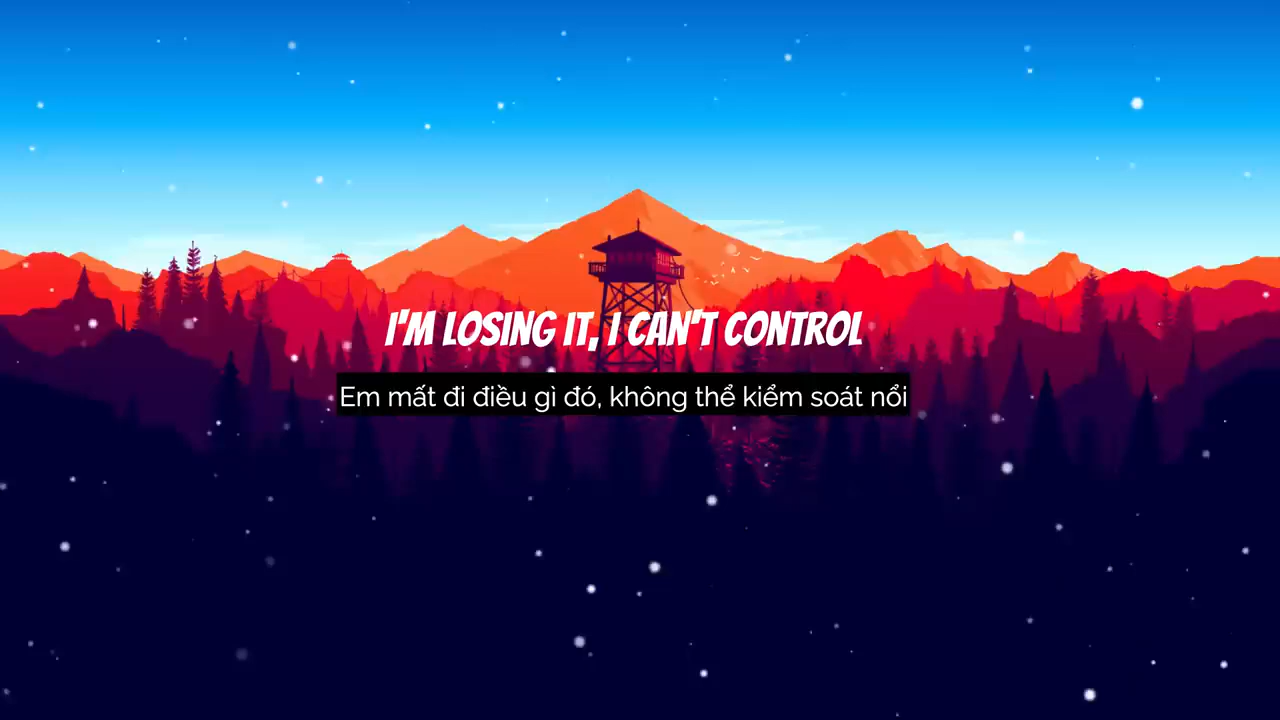 I'M LOSING IT, I CAN'T CONTROL
Em mất đi điều gì đó, không thể kiểm soát nổi